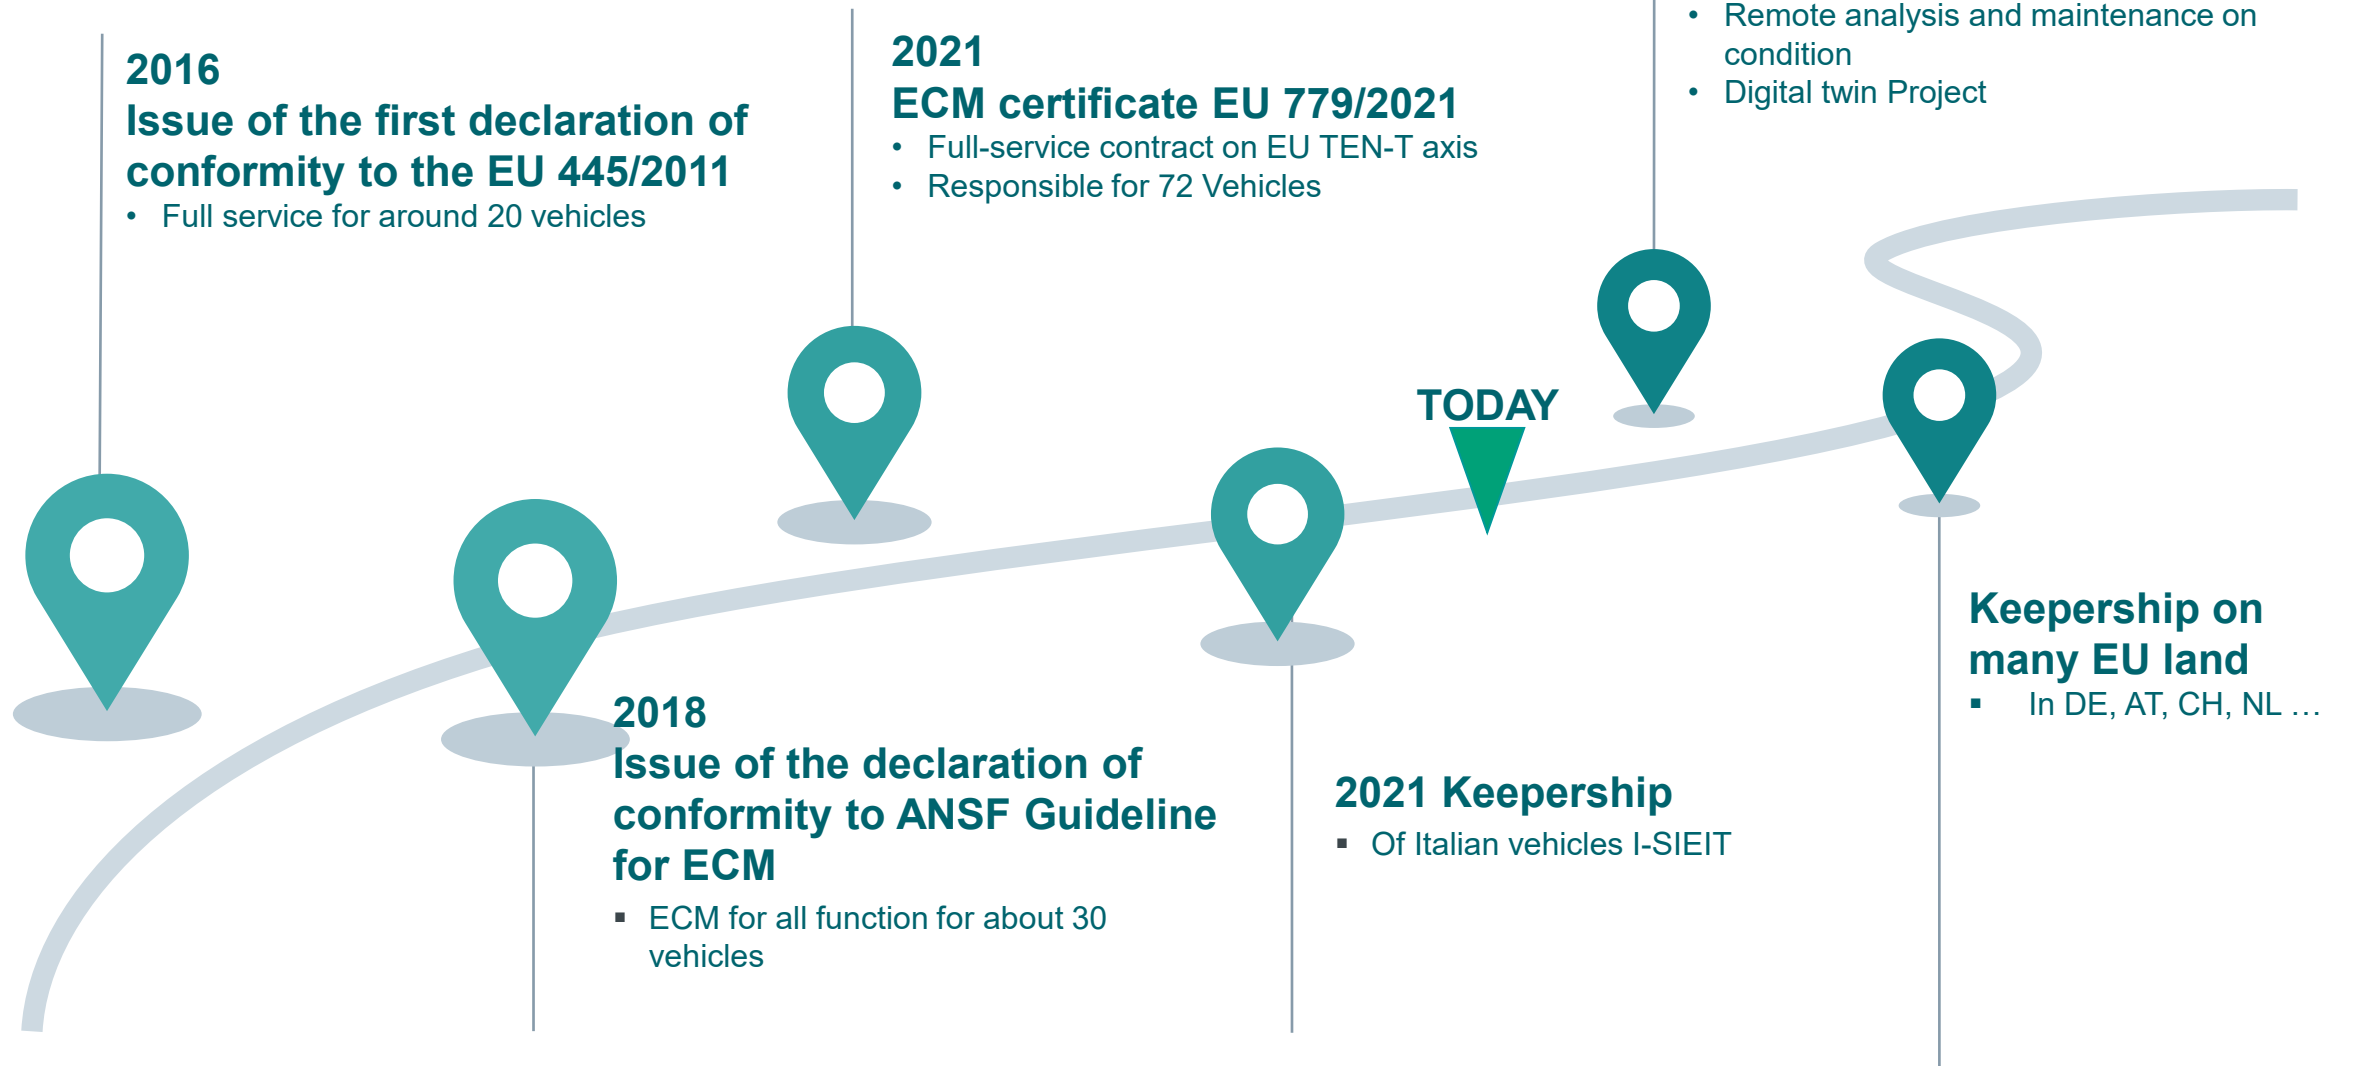 2016
Issue of the first declaration of
conformity to the EU 445/2011
• Full service for around 20 vehicles
2021
ECM certificate EU 779/2021
• Full-service contract on EU TEN-T axis
• Responsible for 72 Vehicles
• Remote analysis and maintenance on
condition
• Digital twin Project
TODAY
2018
Issue of the declaration of
conformity to ANSF Guideline
for ECM
▪ ECM for all function for about 30
vehicles
2021 Keepership
▪ Of Italian vehicles I-SIEIT
Keepership on
many EU land
▪ In DE, AT, CH, NL …